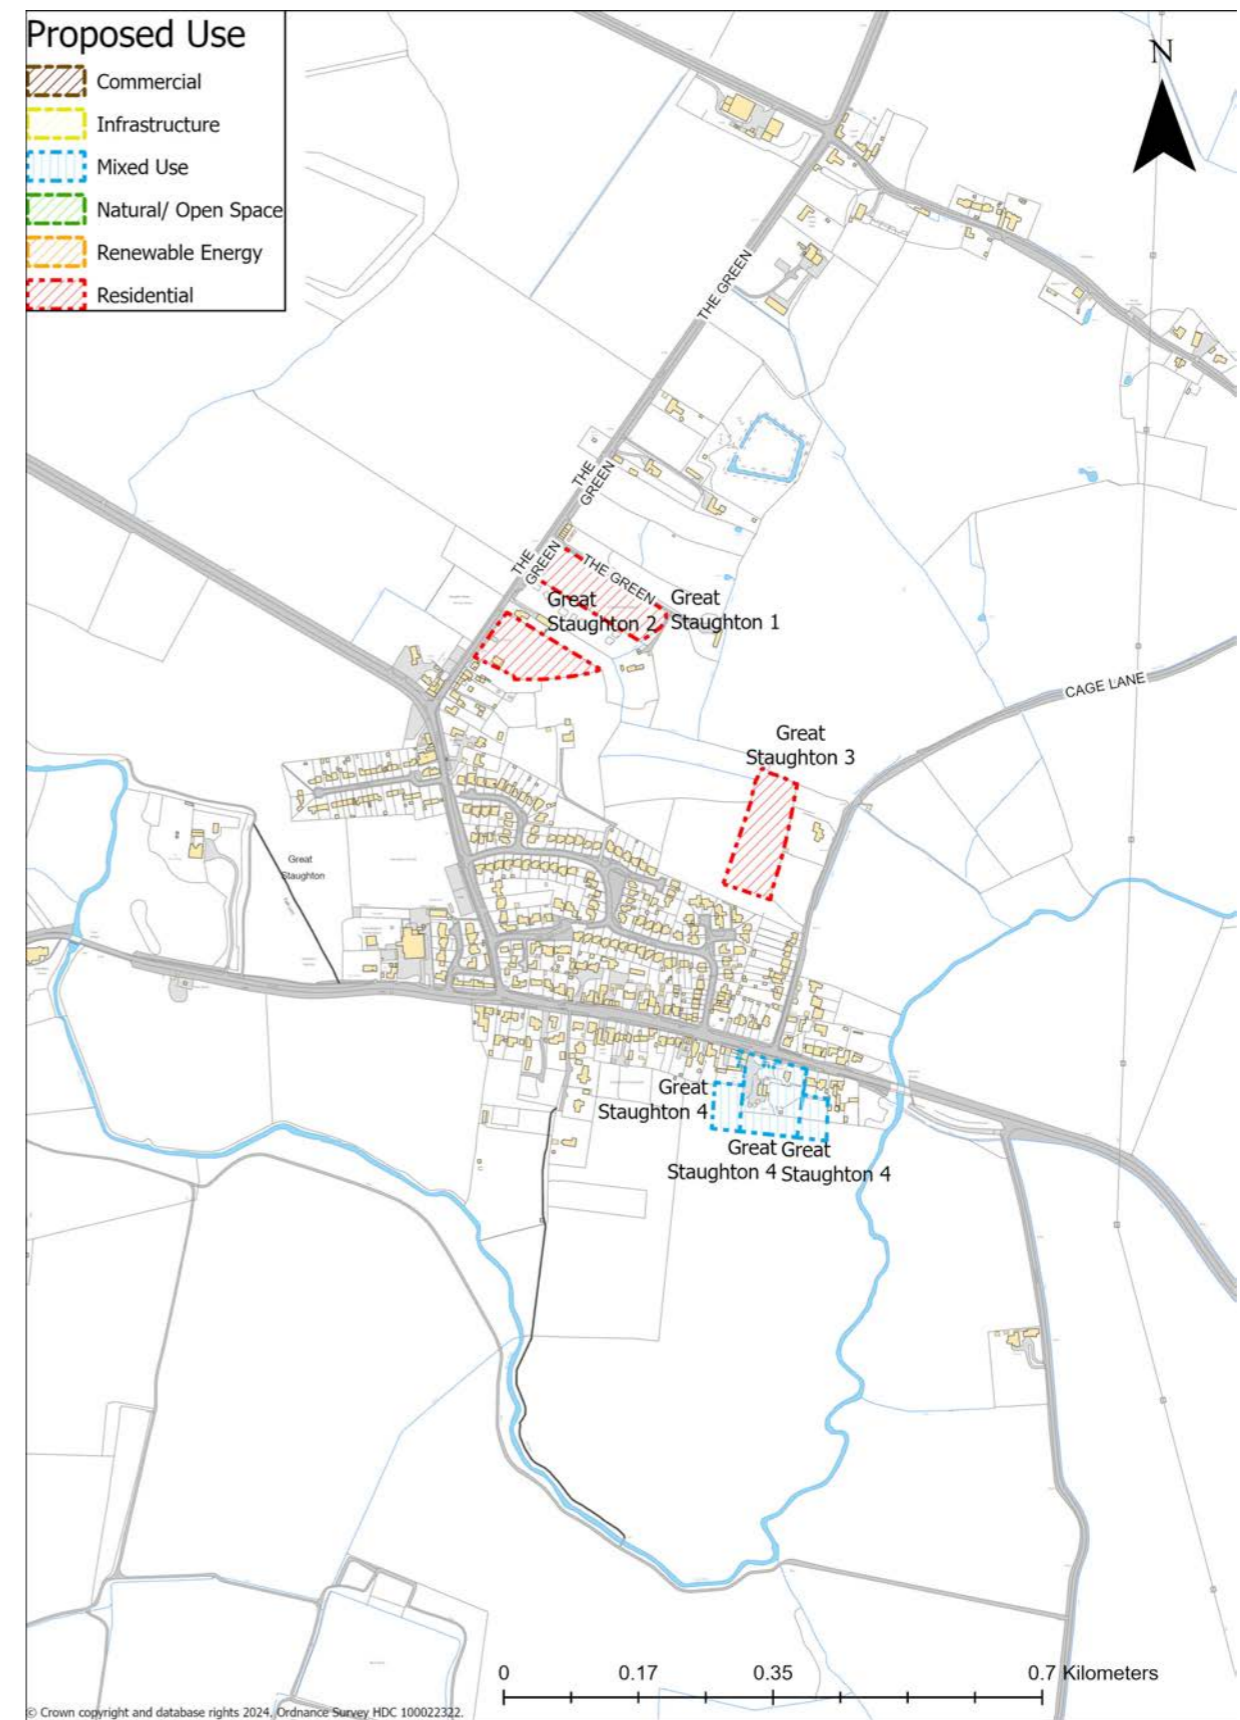 Proposed Use
Commercial
Infrastructure
Mixed Use
Natural/ Open Space
Renewable Energy
Residential
N
THE GREEN
THE
GREEN
THE
GREEN
THE GREEN
Great
Staughton 2
Great
Staughton 1
CAGE LANE
Great
Staughton 3
Great
Staughton
Great
Staughton 4
Great
Staughton 4
Great
Staughton 4
0
0.17
0.35
0.7 Kilometers
© Crown copyright and database rights 2024, Ordnance Survey HDC 100022322.